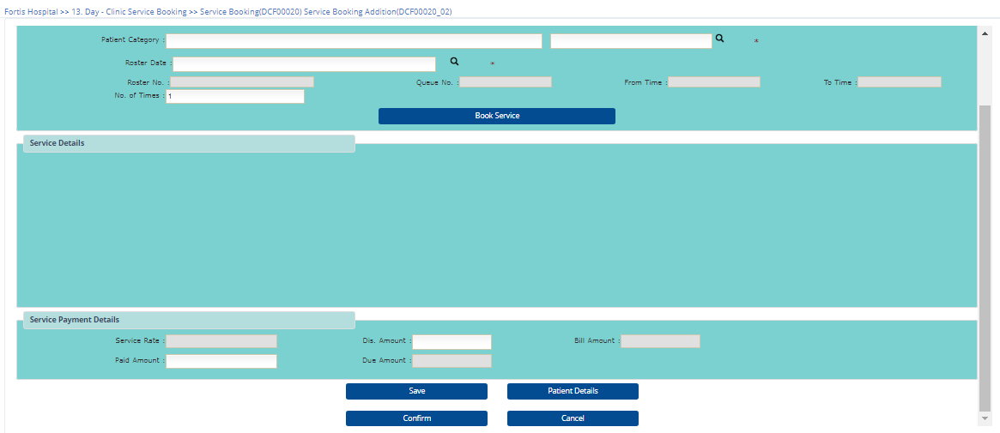 Fortis Hospital >> 13. Day - Clinic Service Booking >> Service Booking(DCF00020) Service Booking Addition(DCF00020_02)
Patient Category : *
Roster Date : *
Roster No. : Queue No. : From Time : To Time :
No. of Times : 1
Book Service
Service Details
Service Payment Details
Service Rate : Dis. Amount : Bill Amount :
Paid Amount : Due Amount :
Save Patient Details
Confirm Cancel